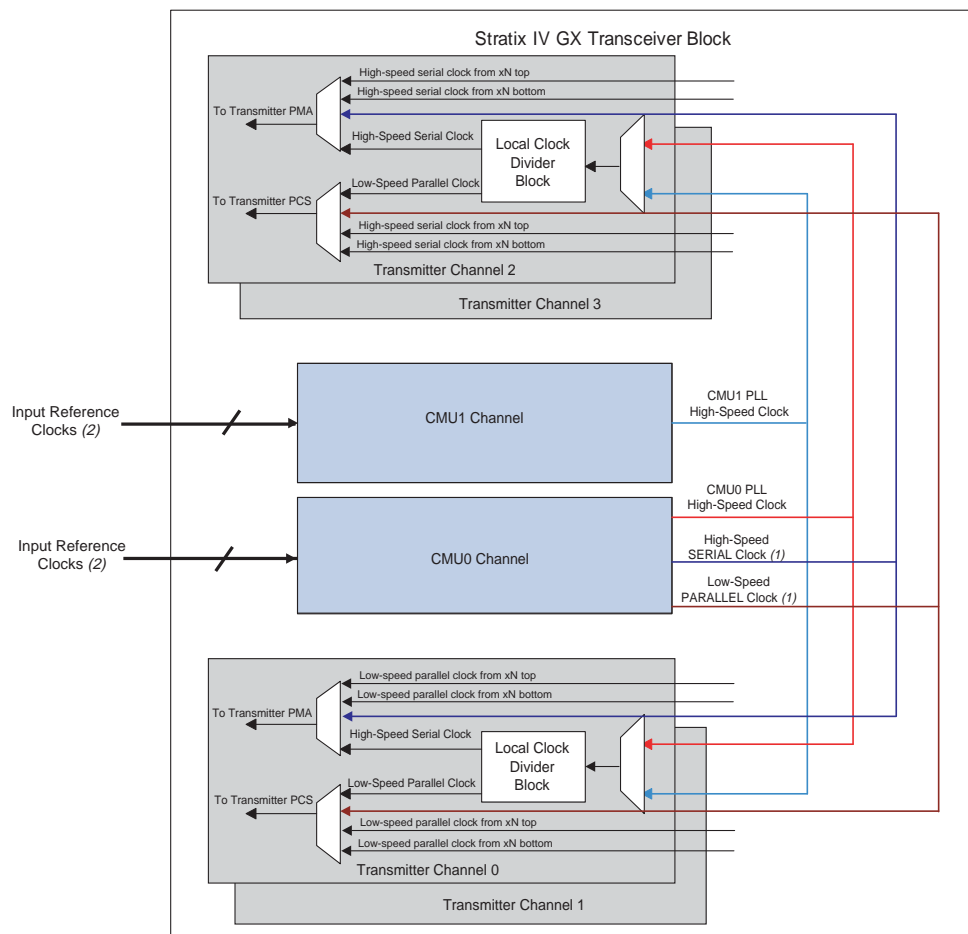 Stratix IV GX Transceiver Block
High-speed serial clock from xN top
High-speed serial clock from xN bottom
To Transmitter PMA
High-Speed Serial Clock
Local Clock
Divider
Block
Low-Speed Parallel Clock
To Transmitter PCS
High-speed serial clock from xN top
High-speed serial clock from xN bottom
Transmitter Channel 2
Transmitter Channel 3
Input Reference
Clocks (2)
CMU1 Channel
CMU1 PLL
High-Speed Clock
Input Reference
Clocks (2)
CMU0 Channel
CMU0 PLL
High-Speed Clock
High-Speed
SERIAL Clock (1)
Low-Speed
PARALLEL Clock (1)
Low-speed parallel clock from xN top
Low-speed parallel clock from xN bottom
To Transmitter PMA
High-Speed Serial Clock
Local Clock
Divider
Block
Low-Speed Parallel Clock
To Transmitter PCS
Low-speed parallel clock from xN top
Low-speed parallel clock from xN bottom
Transmitter Channel 0
Transmitter Channel 1